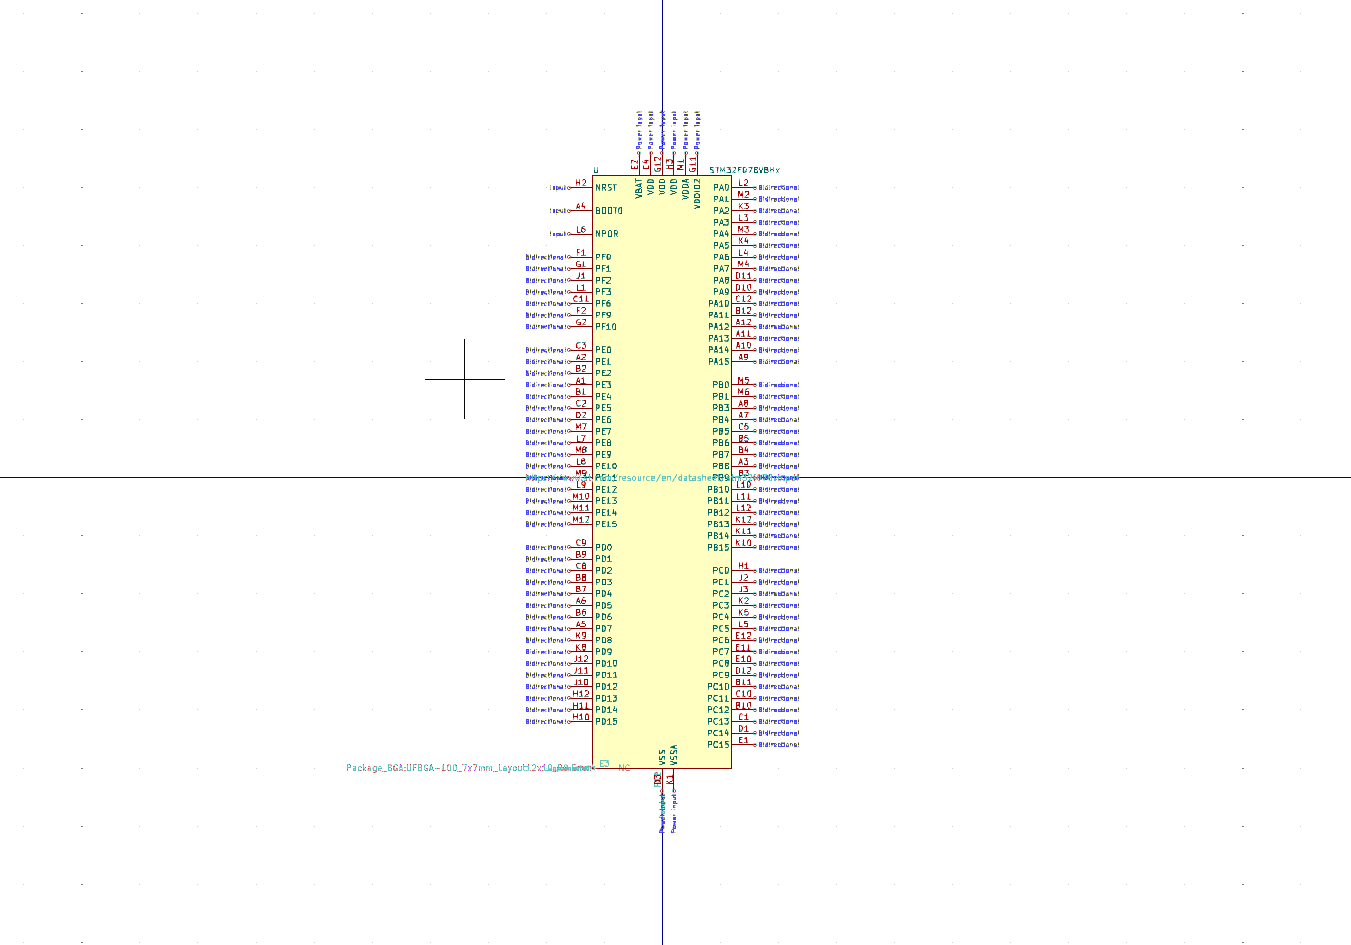 Power Input Power Input Power Input Power Input Power Input Power Input
E2 C4 G12 H3 M1 G11
VBAT VDD VDD VDD VDDA VDDIO2
U
Input H2 NRST PA0 L2 Bidirectional
PA1 M2 Bidirectional
Input A4 BOOT0 PA2 K3 Bidirectional
PA3 L3 Bidirectional
Input L6 NPOR PA4 M3 Bidirectional
PA5 K4 Bidirectional
Bidirectional F1 PF0 PA6 L4 Bidirectional
Bidirectional G1 PF1 PA7 M4 Bidirectional
Bidirectional J1 PF2 PA8 D11 Bidirectional
Bidirectional L1 PF3 PA9 D10 Bidirectional
Bidirectional C11 PF6 PA10 C12 Bidirectional
Bidirectional F2 PF9 PA11 B12 Bidirectional
Bidirectional G2 PF10 PA12 A12 Bidirectional
PA13 A11 Bidirectional
Bidirectional C3 PE0 PA14 A10 Bidirectional
Bidirectional A2 PE1 PA15 A9 Bidirectional
Bidirectional B2 PE2
Bidirectional A1 PE3 PB0 M5 Bidirectional
Bidirectional B1 PE4 PB1 M6 Bidirectional
Bidirectional C2 PE5 PB3 A8 Bidirectional
Bidirectional D2 PE6 PB4 A7 Bidirectional
Bidirectional M7 PE7 PB5 C5 Bidirectional
Bidirectional L7 PE8 PB6 B5 Bidirectional
Bidirectional M8 PE9 PB7 B4 Bidirectional
Bidirectional L8 PE10 PB8 A3 Bidirectional
M9 PE11 resource/en/datasheet PB9 B3
Bidirectional L9 PE12 PB10 L10 Bidirectional
Bidirectional M10 PE13 PB11 L11 Bidirectional
Bidirectional M11 PE14 PB12 L12 Bidirectional
Bidirectional M12 PE15 PB13 K12 Bidirectional
PB14 K11 Bidirectional
Bidirectional C9 PD0 PB15 K10 Bidirectional
Bidirectional B9 PD1
Bidirectional C8 PD2 PC0 H1 Bidirectional
Bidirectional B8 PD3 PC1 J2 Bidirectional
Bidirectional B7 PD4 PC2 J3 Bidirectional
Bidirectional A6 PD5 PC3 K2 Bidirectional
Bidirectional B6 PD6 PC4 K5 Bidirectional
Bidirectional A5 PD7 PC5 L5 Bidirectional
Bidirectional K9 PD8 PC6 E12 Bidirectional
Bidirectional K8 PD9 PC7 E11 Bidirectional
Bidirectional J12 PD10 PC8 E10 Bidirectional
Bidirectional J11 PD11 PC9 D12 Bidirectional
Bidirectional J10 PD12 PC10 B11 Bidirectional
Bidirectional H12 PD13 PC11 C10 Bidirectional
Bidirectional H11 PD14 PC12 B10 Bidirectional
Bidirectional H10 PD15 PC13 C1 Bidirectional
PC14 D1 Bidirectional
PC15 E1 Bidirectional
VSS VSSA
E3
NC
D3 K1
Power Input